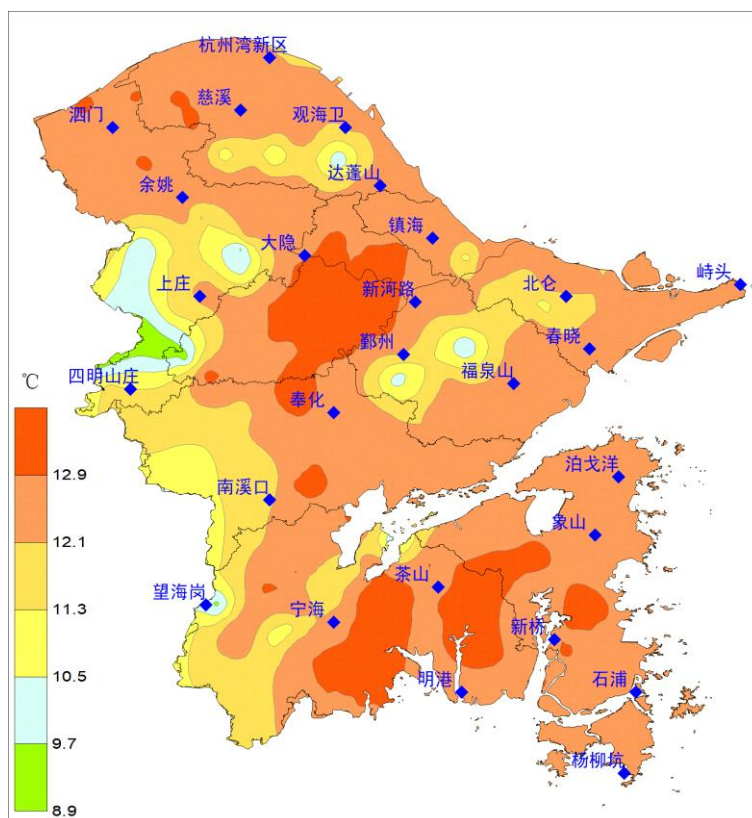 杭州湾新区
慈溪
泗门
观海卫
达蓬山
余姚
镇海
大隐
上庄
新河路
北仑
峙头
鄞州
春晓
℃
四明山庄
福泉山
奉化
12.9
泊戈洋
南溪口
12.1
象山
茶山
望海岗
11.3
宁海
新桥
10.5
明港
石浦
9.7
杨柳坑
8.9